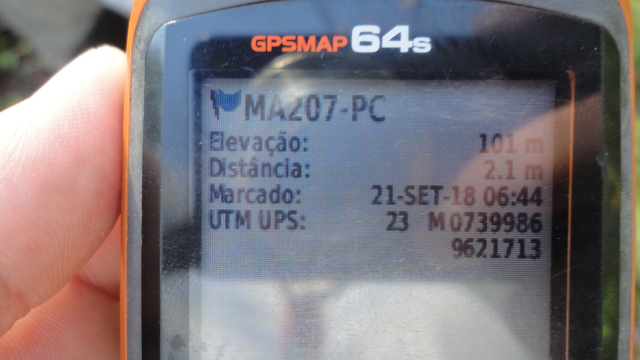 GPSMAP 64s
MA207-PC
Elevação: 101 m
Distância: 2.1 m
Marcado: 21-SET-18 06:44
UTM UPS: 23 M 0739986
9621713